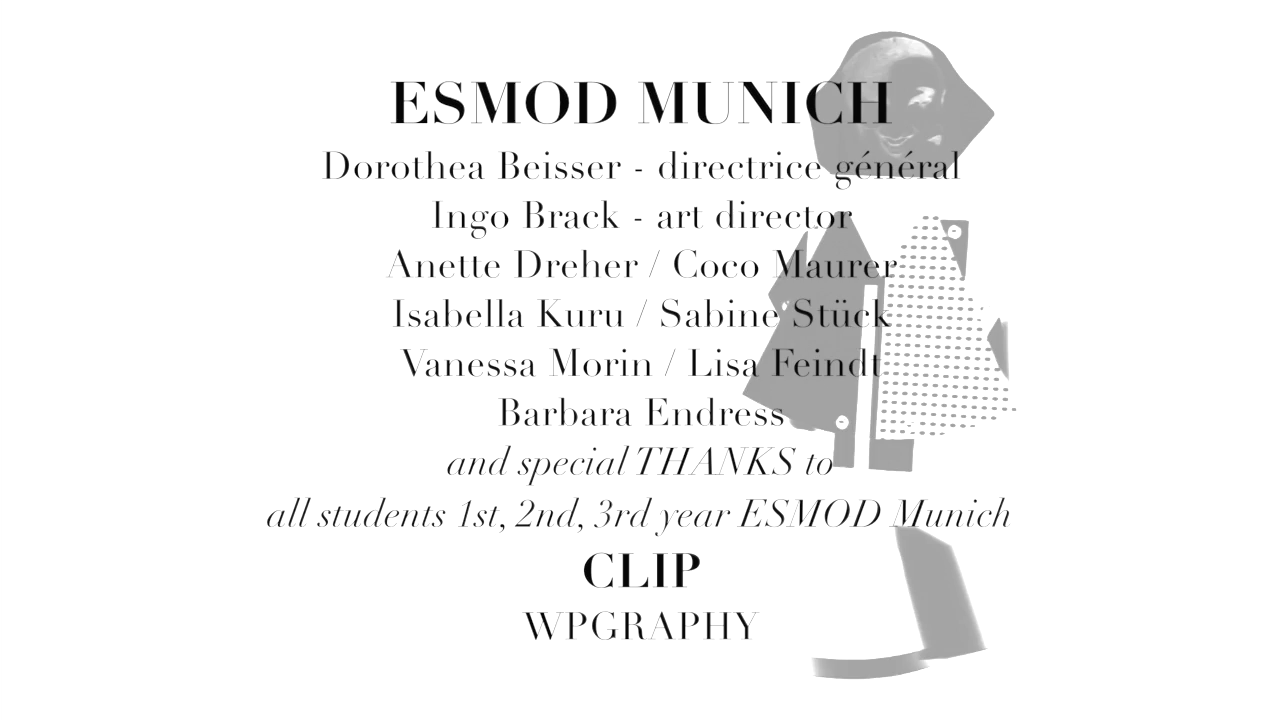 ESMOD MUNICH
Dorothea Beisser - directrice général
Ingo Brack - art director
Anette Dreher / Coco Maurer
Isabella Kuru / Sabine Stück
Vanessa Morin / Lisa Feindt
Barbara Endress
and special THANKS to
all students 1st, 2nd, 3rd year ESMOD Munich
CLIP
WPGRAPHY